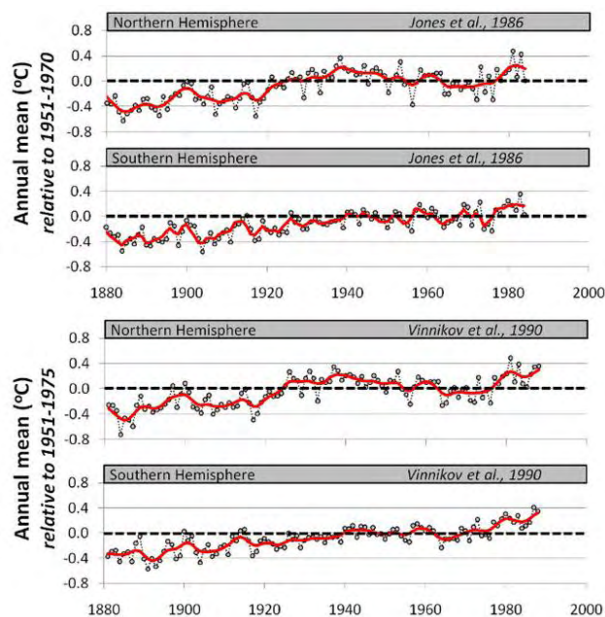 Northern Hemisphere Jones et al., 1986
0.8
0.4
0.0
-0.4
-0.8
Southern Hemisphere Jones et al., 1986
0.8
0.4
0.0
-0.4
-0.8
Annual mean (ºC)
relative to 1951-1970
1880 1900 1920 1940 1960 1980 2000
Northern Hemisphere Vinnikov et al., 1990
0.8
0.4
0.0
-0.4
-0.8
Southern Hemisphere Vinnikov et al., 1990
0.8
0.4
0.0
-0.4
-0.8
Annual mean (ºC)
relative to 1951-1975
1880 1900 1920 1940 1960 1980 2000